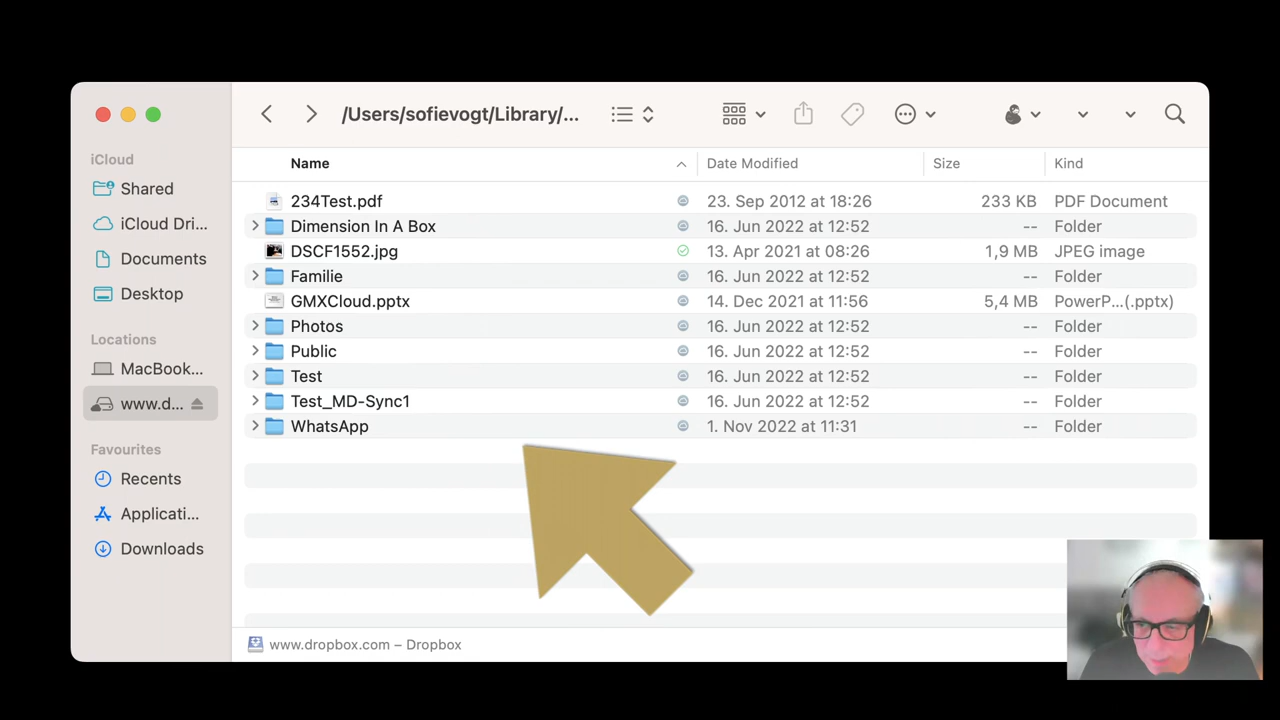 /Users/sofievogt/Library/...
iCloud
Shared
iCloud Dri...
Documents
Desktop
Locations
MacBook...
www.d...
Favourites
Recents
Applicati...
Downloads
Name Date Modified Size Kind
234Test.pdf 23. Sep 2012 at 18:26 233 KB PDF Document
Dimension In A Box 16. Jun 2022 at 12:52 -- Folder
DSCF1552.jpg 13. Apr 2021 at 08:26 1,9 MB JPEG image
Familie 16. Jun 2022 at 12:52 -- Folder
GMXCloud.pptx 14. Dec 2021 at 11:56 5,4 MB PowerP...(.pptx)
Photos 16. Jun 2022 at 12:52 -- Folder
Public 16. Jun 2022 at 12:52 -- Folder
Test 16. Jun 2022 at 12:52 -- Folder
Test_MD-Sync1 16. Jun 2022 at 12:52 -- Folder
WhatsApp 1. Nov 2022 at 11:31 -- Folder
www.dropbox.com – Dropbox